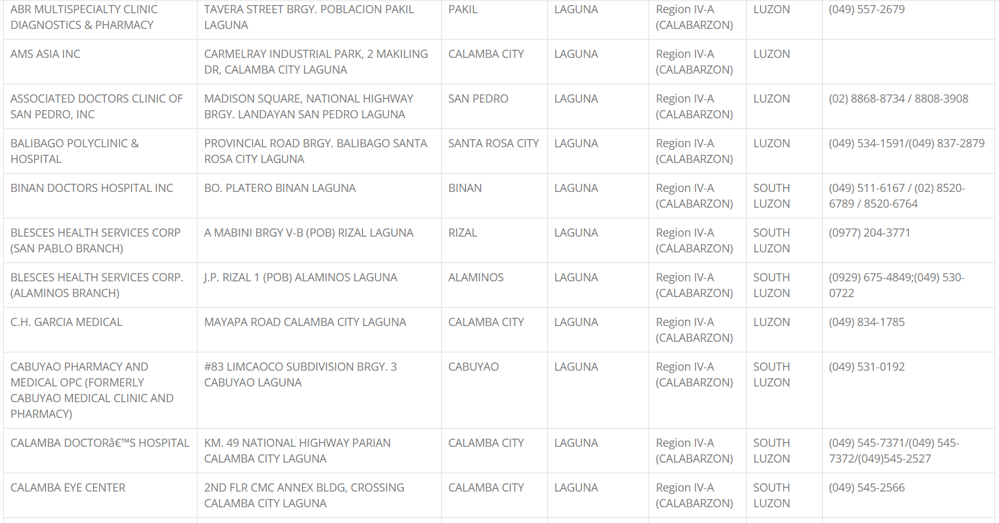 ABR MULTISPECIALTY CLINIC
DIAGNOSTICS & PHARMACY
TAVERA STREET BRGY. POBLACION PAKIL
LAGUNA
PAKIL
LAGUNA
Region IV-A
(CALABARZON)
LUZON
(049) 557-2679
AMS ASIA INC
CARMELRAY INDUSTRIAL PARK, 2 MAKILING
DR, CALAMBA CITY LAGUNA
CALAMBA CITY
LAGUNA
Region IV-A
(CALABARZON)
LUZON
ASSOCIATED DOCTORS CLINIC OF
SAN PEDRO, INC
MADISON SQUARE, NATIONAL HIGHWAY
BRGY. LANDAYAN SAN PEDRO LAGUNA
SAN PEDRO
LAGUNA
Region IV-A
(CALABARZON)
LUZON
(02) 8868-8734 / 8808-3908
BALIBAGO POLYCLINIC &
HOSPITAL
PROVINCIAL ROAD BRGY. BALIBAGO SANTA
ROSA CITY LAGUNA
SANTA ROSA CITY
LAGUNA
Region IV-A
(CALABARZON)
LUZON
(049) 534-1591/(049) 837-2879
BINAN DOCTORS HOSPITAL INC
BO. PLATERO BINAN LAGUNA
BINAN
LAGUNA
Region IV-A
(CALABARZON)
SOUTH
LUZON
(049) 511-6167 / (02) 8520-
6789 / 8520-6764
BLESCES HEALTH SERVICES CORP
(SAN PABLO BRANCH)
A MABINI BRGY V-B (POB) RIZAL LAGUNA
RIZAL
LAGUNA
Region IV-A
(CALABARZON)
SOUTH
LUZON
(0977) 204-3771
BLESCES HEALTH SERVICES CORP.
(ALAMINOS BRANCH)
J.P. RIZAL 1 (POB) ALAMINOS LAGUNA
ALAMINOS
LAGUNA
Region IV-A
(CALABARZON)
SOUTH
LUZON
(0929) 675-4849;(049) 530-
0722
C.H. GARCIA MEDICAL
MAYAPA ROAD CALAMBA CITY LAGUNA
CALAMBA CITY
LAGUNA
Region IV-A
(CALABARZON)
LUZON
(049) 834-1785
CABUYAO PHARMACY AND
MEDICAL OPC (FORMERLY
CABUYAO MEDICAL CLINIC AND
PHARMACY)
#83 LIMCAOCO SUBDIVISION BRGY. 3
CABUYAO LAGUNA
CABUYAO
LAGUNA
Region IV-A
(CALABARZON)
SOUTH
LUZON
(049) 531-0192
CALAMBA DOCTORâ€™S HOSPITAL
KM. 49 NATIONAL HIGHWAY PARIAN
CALAMBA CITY LAGUNA
CALAMBA CITY
LAGUNA
Region IV-A
(CALABARZON)
SOUTH
LUZON
(049) 545-7371/(049) 545-
7372/(049)545-2527
CALAMBA EYE CENTER
2ND FLR CMC ANNEX BLDG, CROSSING
CALAMBA CITY LAGUNA
CALAMBA CITY
LAGUNA
Region IV-A
(CALABARZON)
SOUTH
LUZON
(049) 545-2566